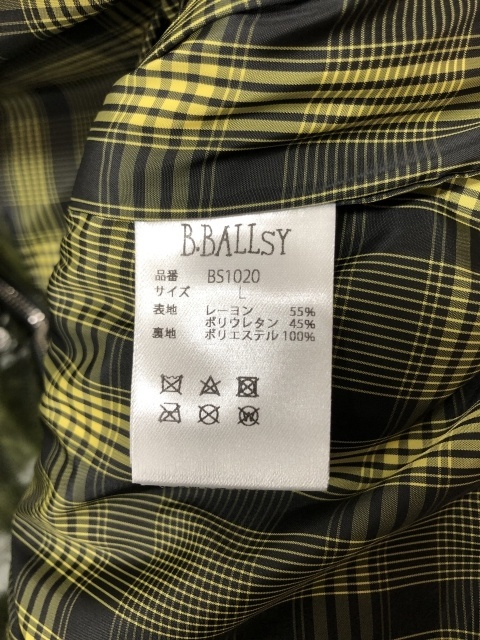 B.BALLSY
品番 BS1020
サイズ L
表地 レーヨン 55%
ポリウレタン 45%
裏地 ポリエステル 100%